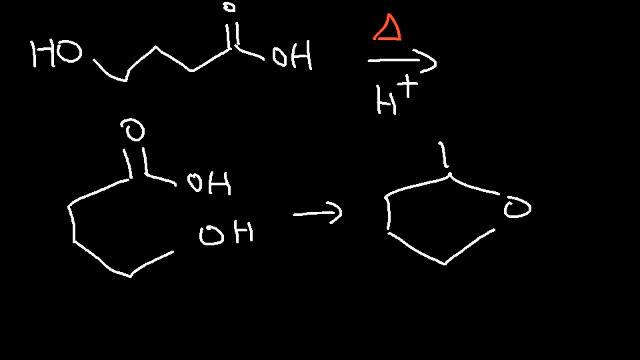 O
HO OH Δ
H+
O
OH
OH → O